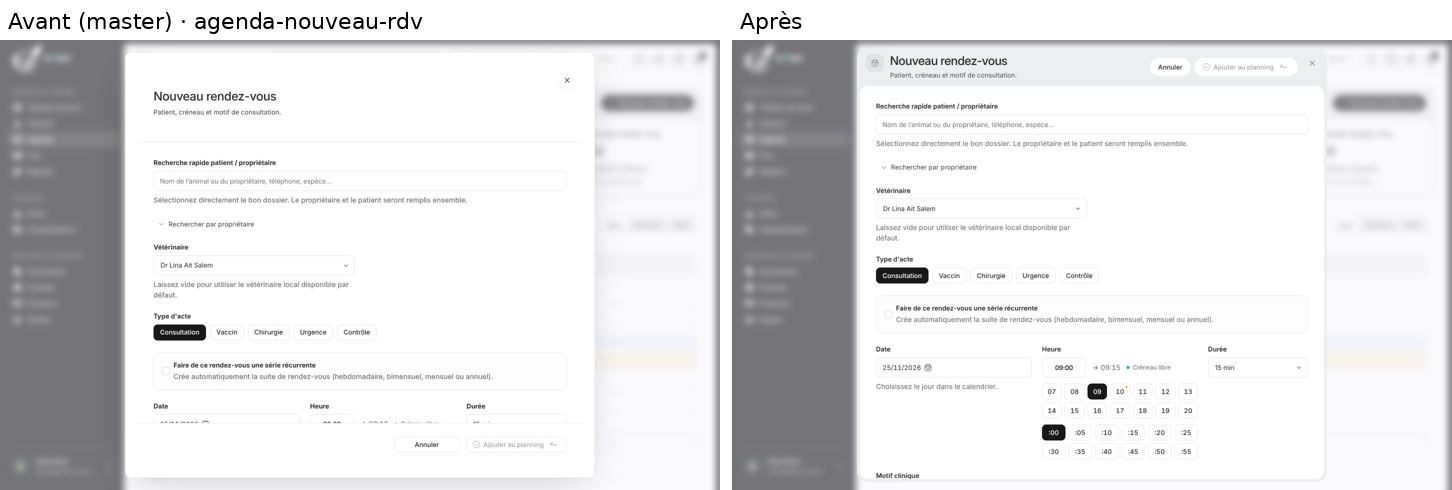 Avant (master) · agenda-nouveau-rdv
Nouveau rendez-vous
Patient, créneau et motif de consultation.
Recherche rapide patient / propriétaire
Nom de l'animal ou du propriétaire, téléphone, espèce...
Sélectionnez directement le bon dossier. Le propriétaire et le patient seront remplis ensemble.
Rechercher par propriétaire
Vétérinaire
Dr Lina Ait Salem
Laissez vide pour utiliser le vétérinaire local disponible par
défaut.
Type d'acte
Consultation Vaccin Chirurgie Urgence Contrôle
Faire de ce rendez-vous une série récurrente
Crée automatiquement la suite de rendez-vous (hebdomadaire, bimensuel, mensuel ou annuel).
Date Heure Durée
Annuler Ajouter au planning
Après
Nouveau rendez-vous
Patient, créneau et motif de consultation.
Annuler Ajouter au planning
Recherche rapide patient / propriétaire
Nom de l'animal ou du propriétaire, téléphone, espèce...
Sélectionnez directement le bon dossier. Le propriétaire et le patient seront remplis ensemble.
Rechercher par propriétaire
Vétérinaire
Dr Lina Ait Salem
Laissez vide pour utiliser le vétérinaire local disponible par
défaut.
Type d'acte
Consultation Vaccin Chirurgie Urgence Contrôle
Faire de ce rendez-vous une série récurrente
Crée automatiquement la suite de rendez-vous (hebdomadaire, bimensuel, mensuel ou annuel).
Date Heure Durée
25/11/2026 09:00 → 09:15 Créneau libre 15 min
Choisissez le jour dans le calendrier.
07 08 09 10 11 12 13
14 15 16 17 18 19 20
:00 :05 :10 :15 :20 :25
:30 :35 :40 :45 :50 :55
Motif clinique